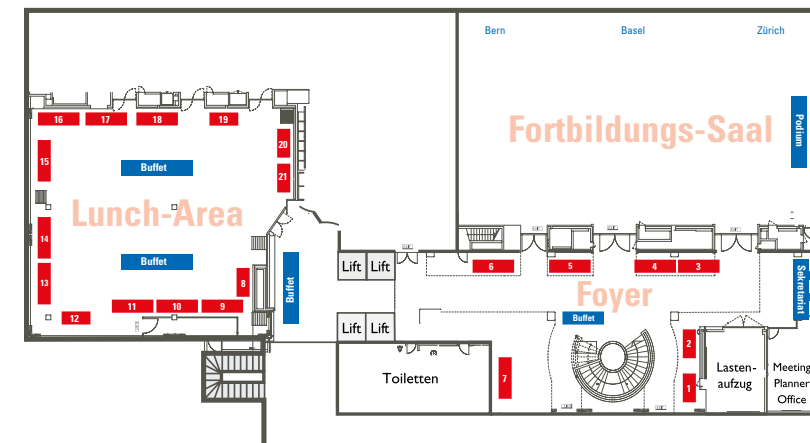 Bern Basel Zürich
Podium
Fortbildungs-Saal
16 17 18 19
20
15
Buffet
21
Lunch-Area
14
Buffet
13
8
Buffet
11 10 9
12
Lift Lift
Lift Lift
6 5 4 3
Sekretariat
Foyer
Buffet
2
7
1
Toiletten
Lasten-
aufzug
Meeting
Planner
Office